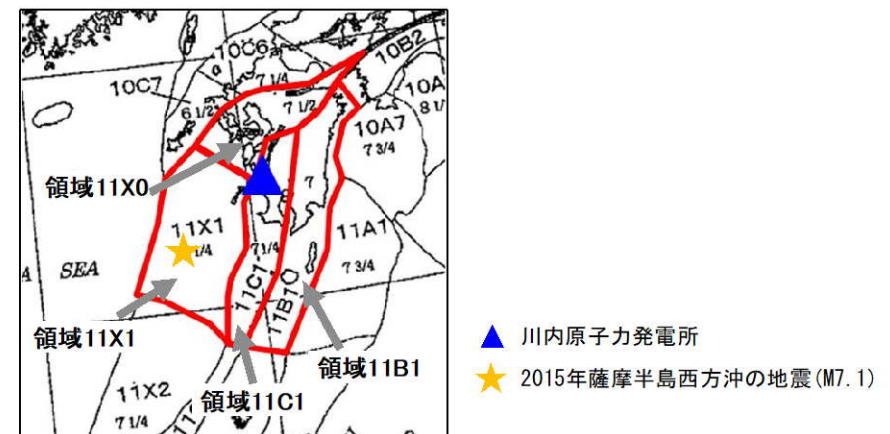 10C6
10B2
7 1/4
10C7
10A
6 1/2
7 1/2
8 1/
10A7
7 3/4
領域11X0
7
11X1
1/4
11A1
7 1/4
SEA
11C1
7 3/4
11B1
領域11X1
領域11B1
11X2
領域11C1
7 1/4
川内原子力発電所
2015年薩摩半島西方沖の地震(M7.1)